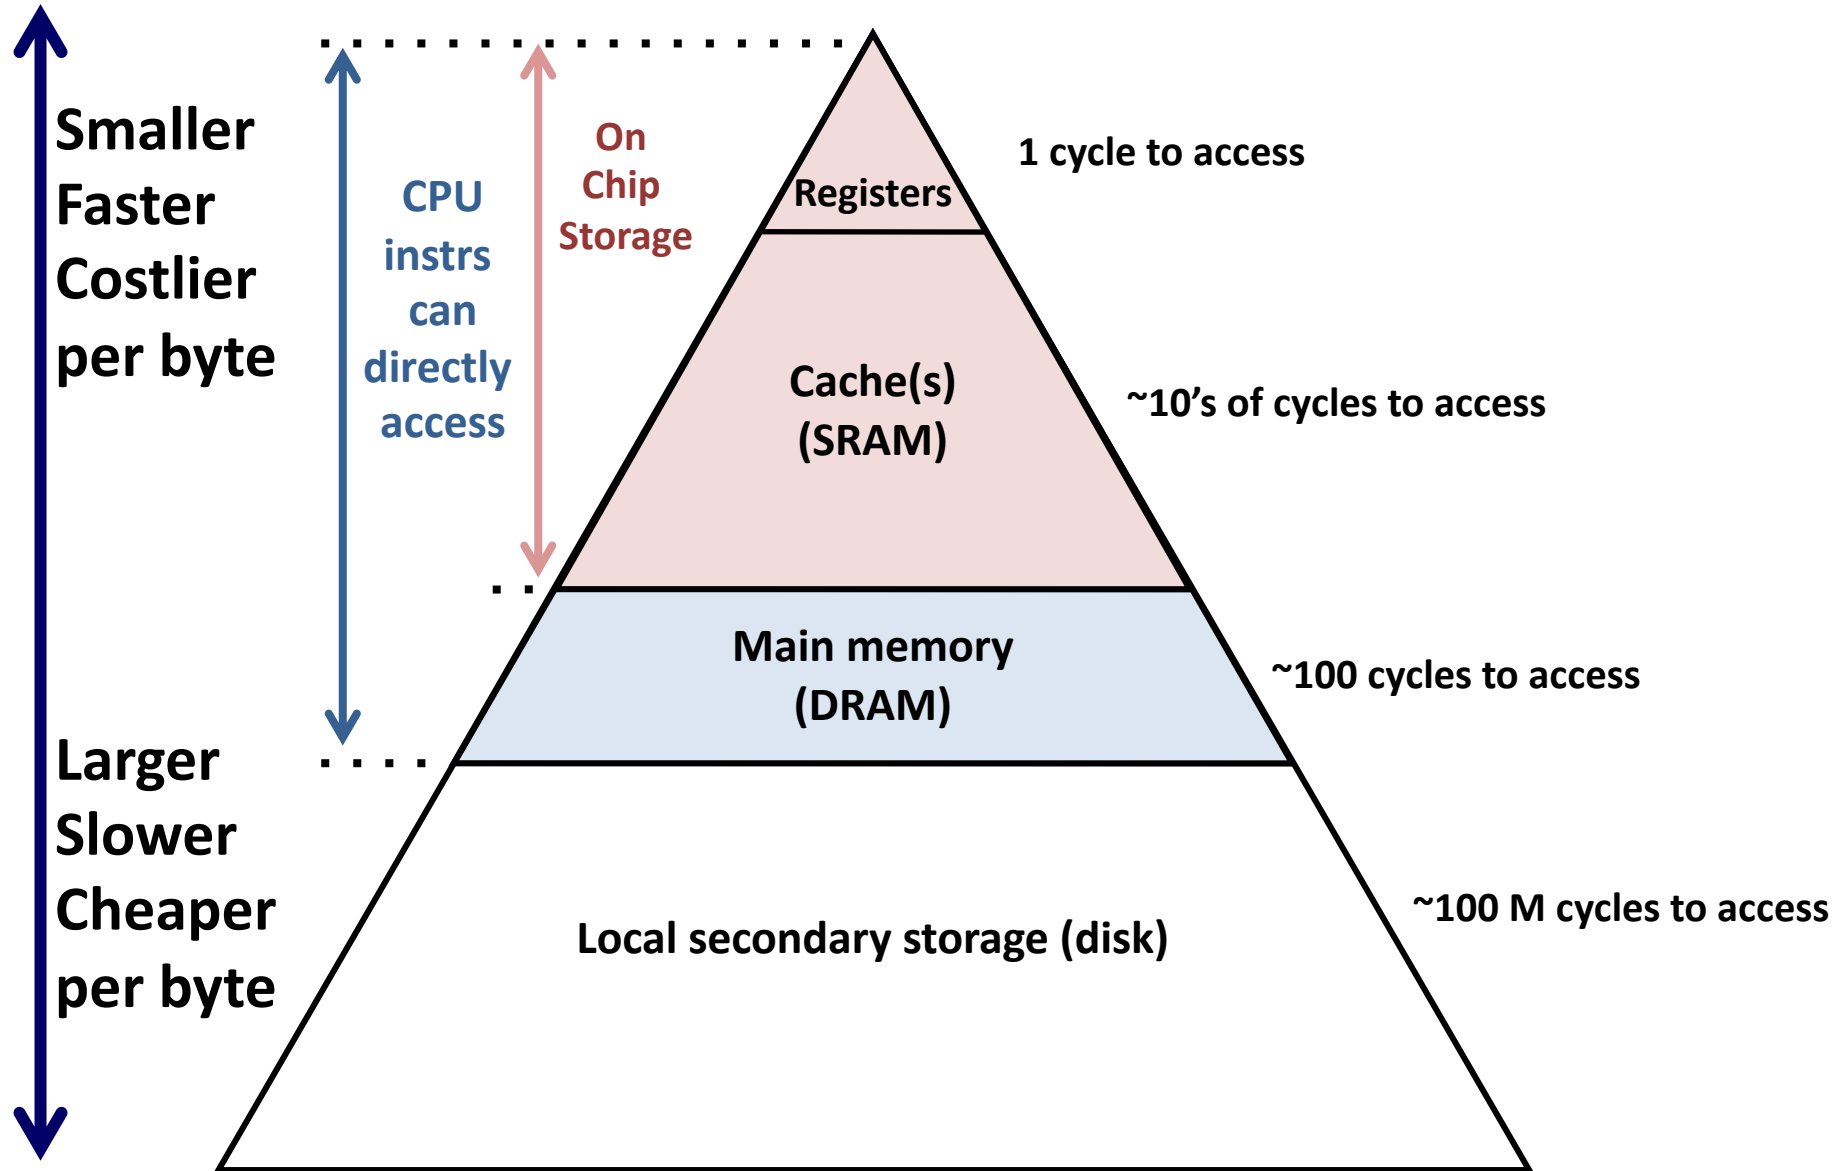 Smaller
Faster
Costlier
per byte
CPU
instrs
can
directly
access
On
Chip
Storage
Registers
1 cycle to access
Cache(s)
(SRAM)
~10’s of cycles to access
Main memory
(DRAM)
~100 cycles to access
Larger
Slower
Cheaper
per byte
Local secondary storage (disk)
~100 M cycles to access